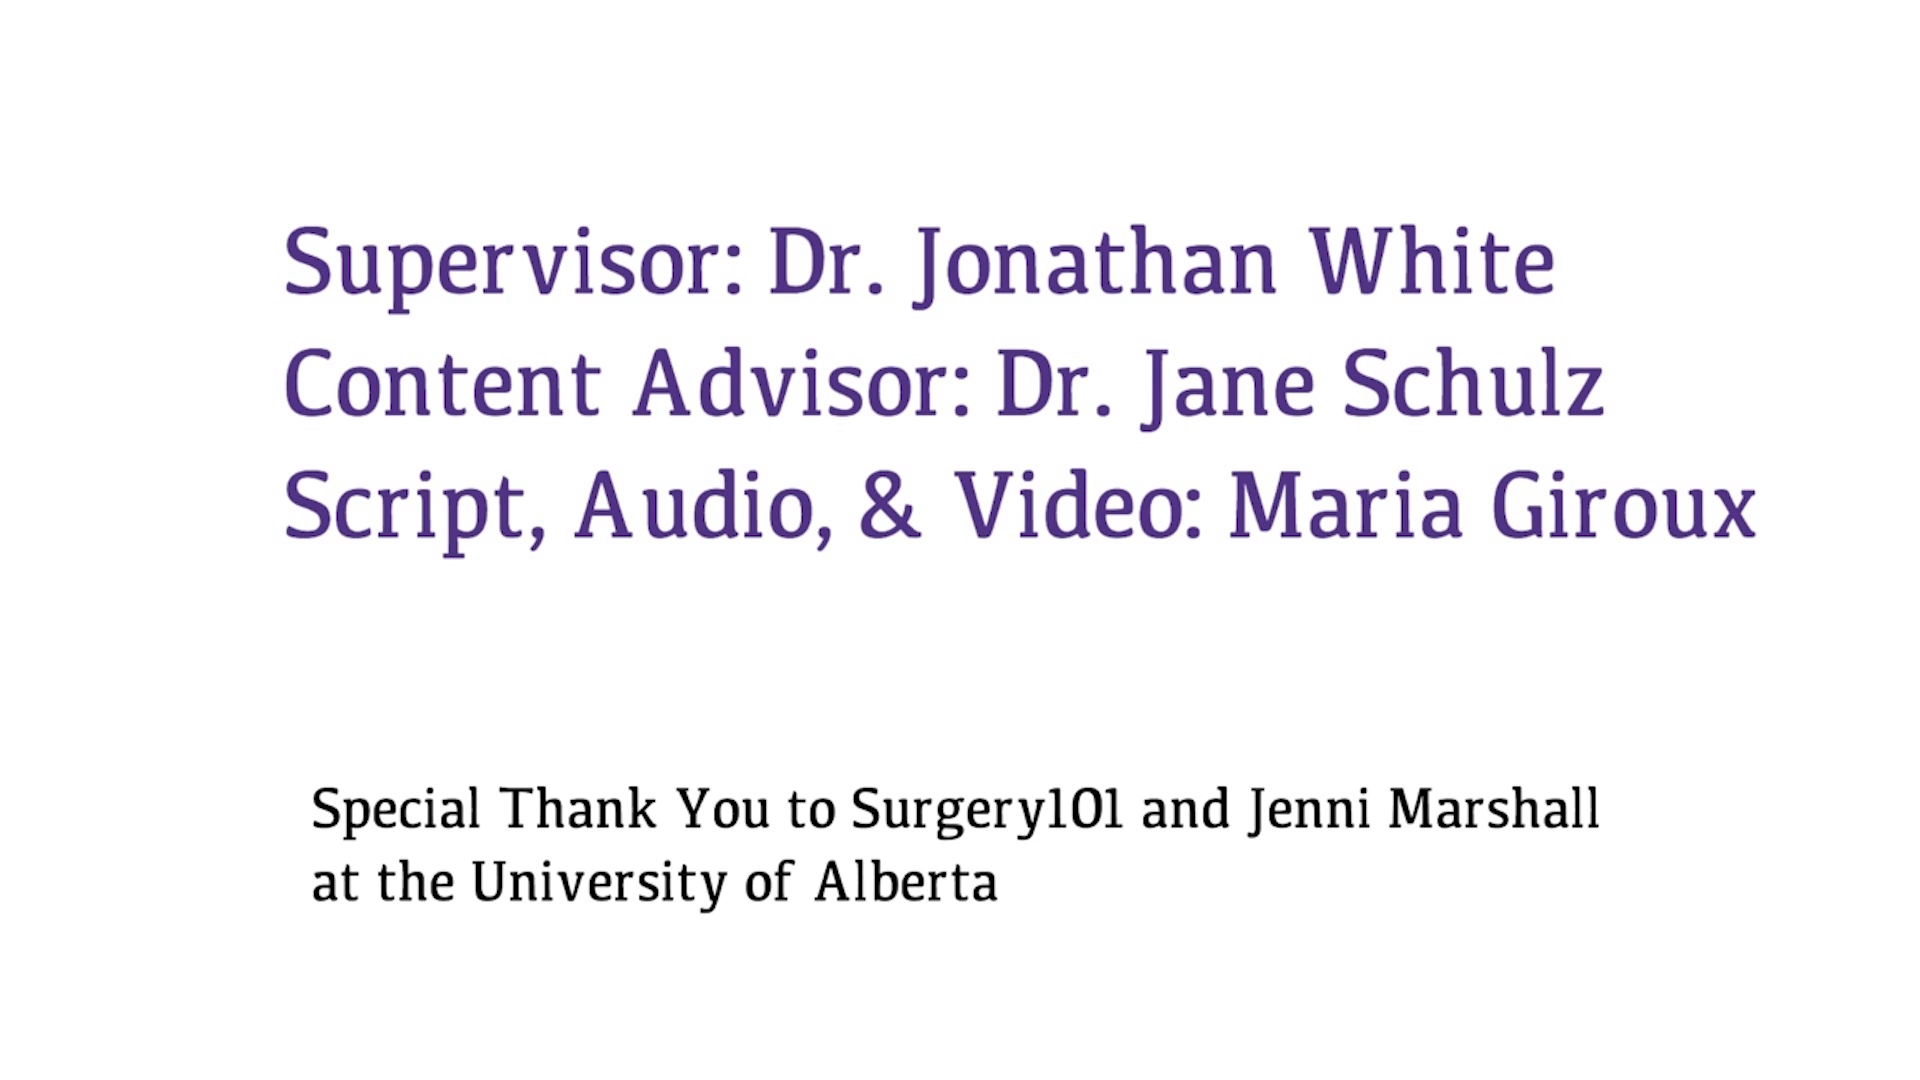 Supervisor: Dr. Jonathan White
Content Advisor: Dr. Jane Schulz
Script, Audio, & Video: Maria Giroux
Special Thank You to Surgery101 and Jenni Marshall
at the University of Alberta